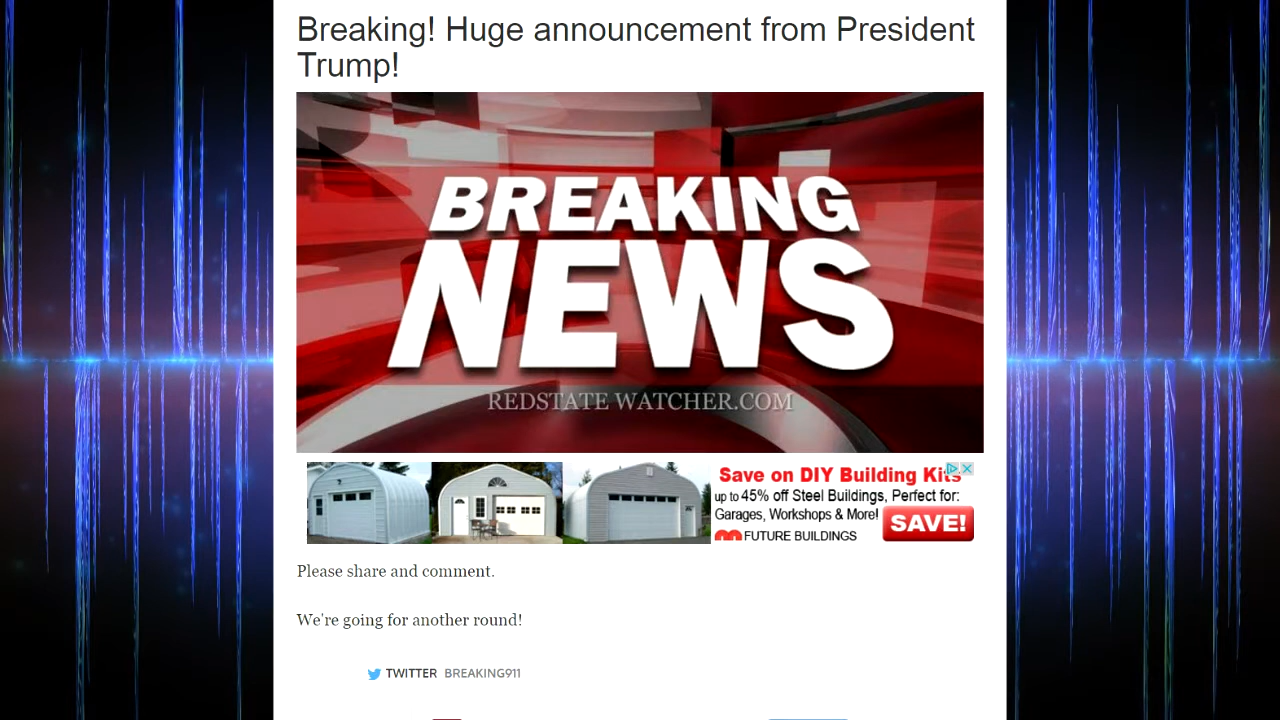 Breaking! Huge announcement from President
Trump!
BREAKING
NEWS
REDSTATE WATCHER.COM
Save on DIY Building Kits
up to 45% off Steel Buildings, Perfect for:
Garages, Workshops & More!
SAVE!
FUTURE BUILDINGS
Please share and comment.
We're going for another round!
TWITTER BREAKING911